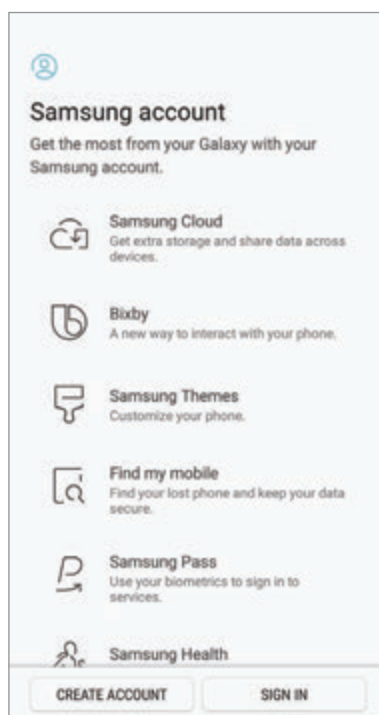 Samsung account
Get the most from your Galaxy with your
Samsung account.
Samsung Cloud
Get extra storage and share data across
devices.
Bixby
A new way to interact with your phone.
Samsung Themes
Customize your phone.
Find my mobile
Find your lost phone and keep your data
secure.
Samsung Pass
Use your biometrics to sign in to
services.
Samsung Health
CREATE ACCOUNT
SIGN IN